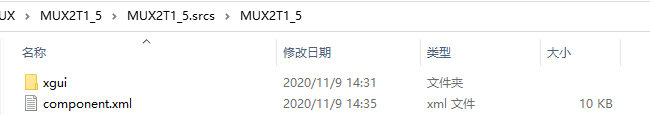 UX > MUX2T1_5 > MUX2T1_5.srcs > MUX2T1_5
名称 修改日期 类型 大小
xgui 2020/11/9 14:31 文件夹
component.xml 2020/11/9 14:35 xml 文件 10 KB